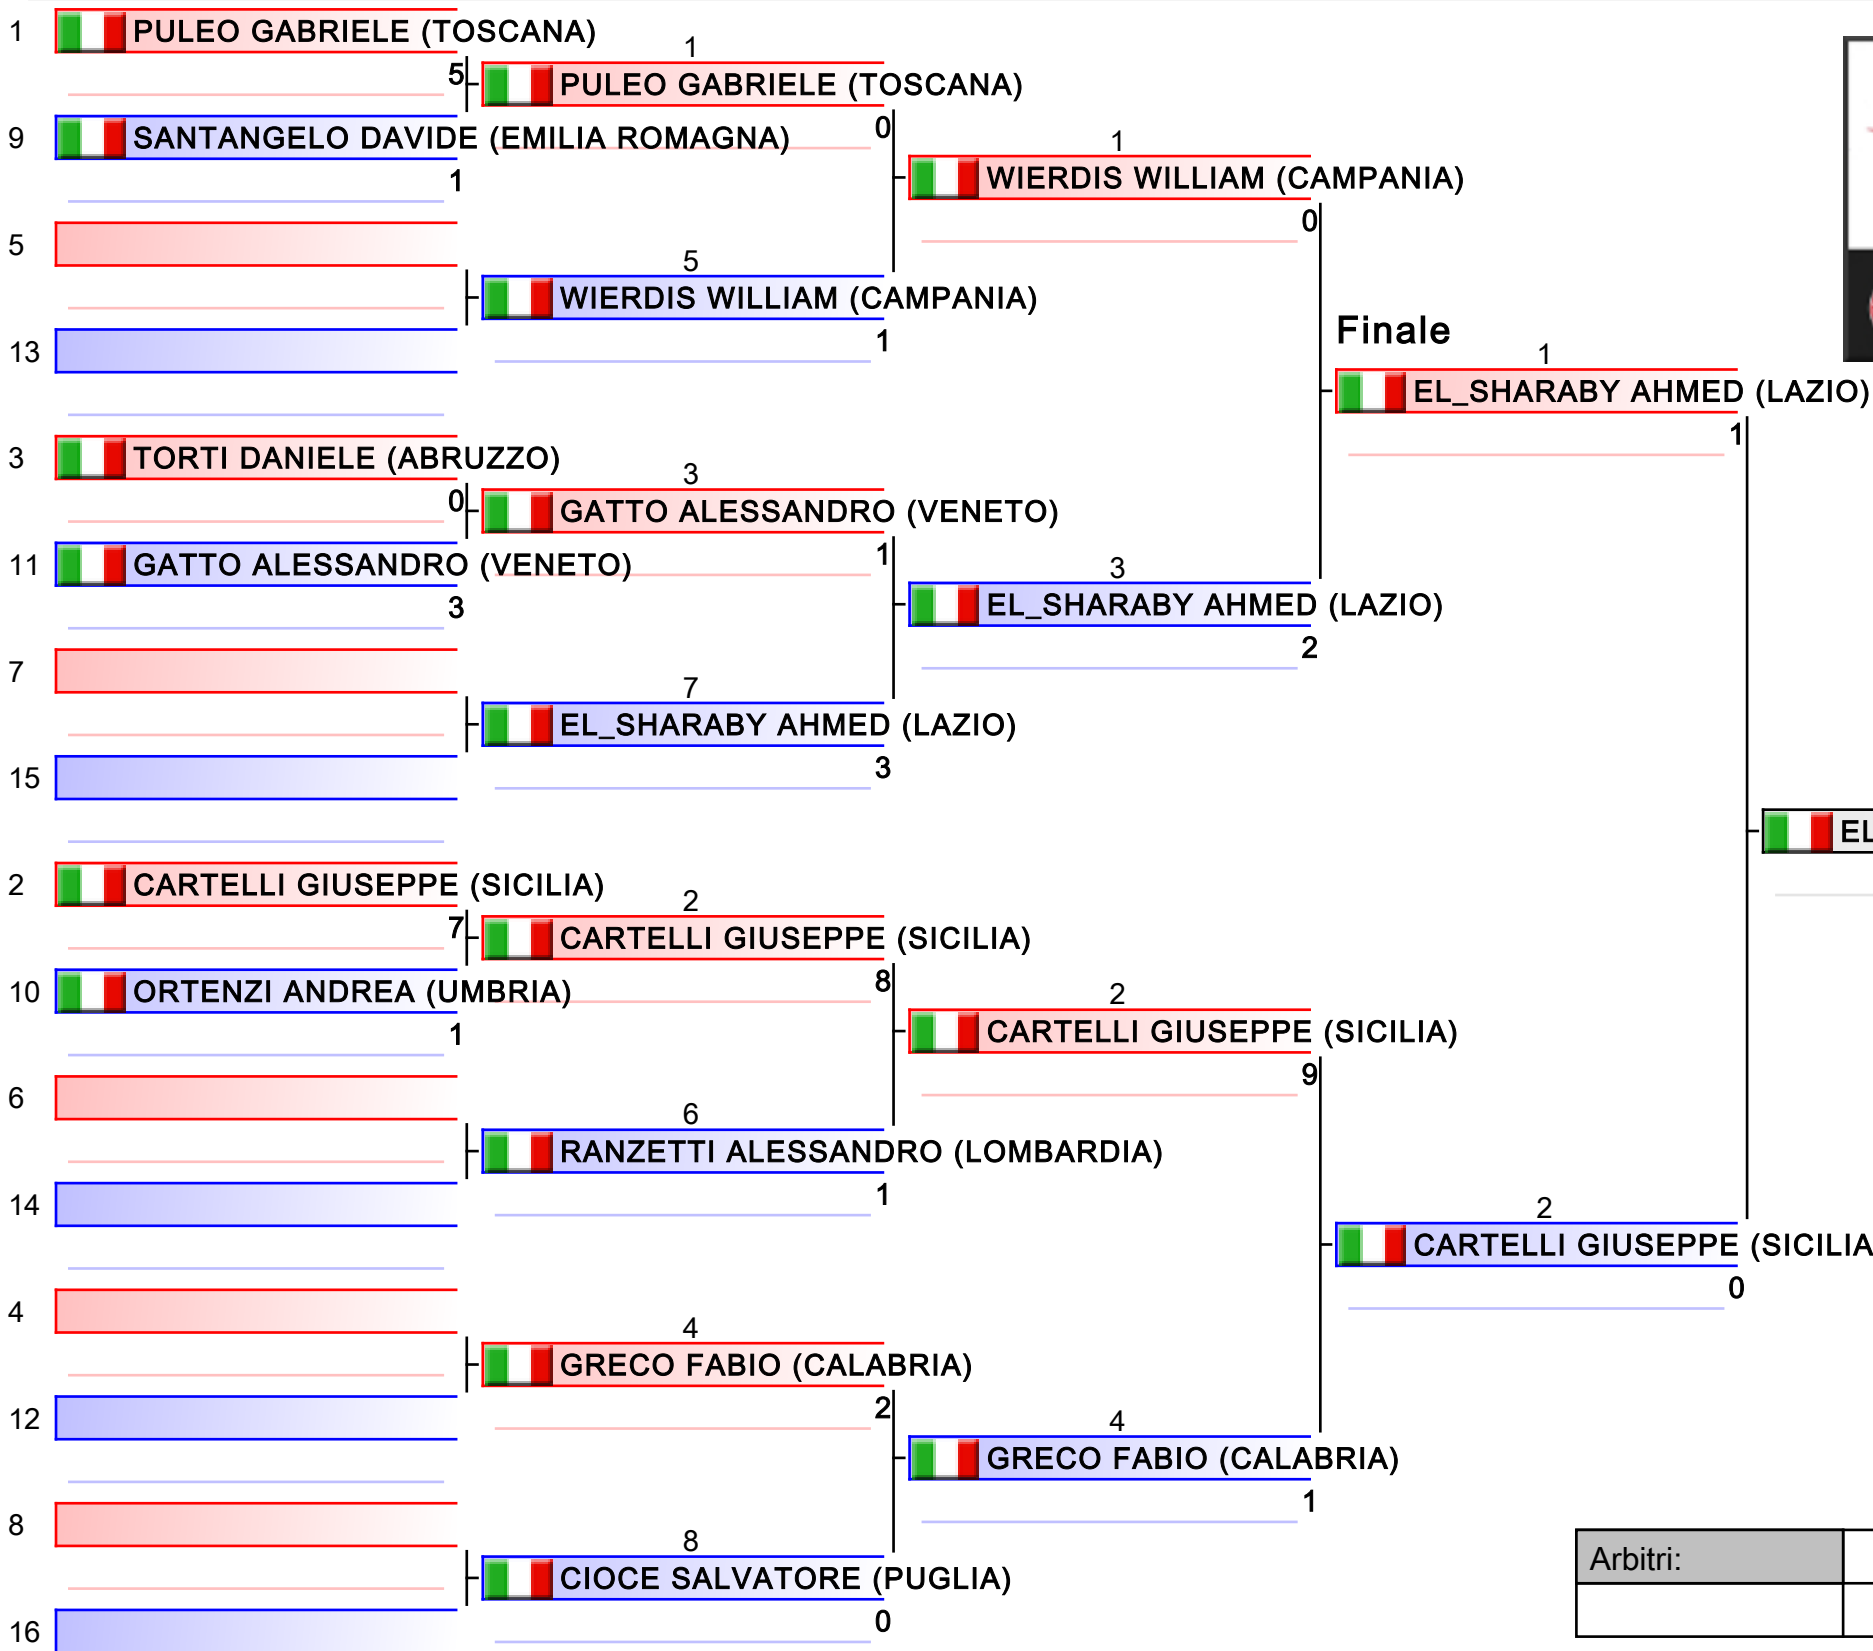 1 PULEO GABRIELE (TOSCANA)
5
9 SANTANGELO DAVIDE (EMILIA ROMAGNA)
1
5
13
3 TORTI DANIELE (ABRUZZO)
0
11 GATTO ALESSANDRO (VENETO)
3
7
15
2 CARTELLI GIUSEPPE (SICILIA)
7
10 ORTENZI ANDREA (UMBRIA)
1
6
14
4
12
8
16
1
PULEO GABRIELE (TOSCANA)
0
5
WIERDIS WILLIAM (CAMPANIA)
1
3
GATTO ALESSANDRO (VENETO)
1
7
EL_SHARABY AHMED (LAZIO)
3
2
CARTELLI GIUSEPPE (SICILIA)
8
6
RANZETTI ALESSANDRO (LOMBARDIA)
1
4
GRECO FABIO (CALABRIA)
2
8
CIOCE SALVATORE (PUGLIA)
0
1
WIERDIS WILLIAM (CAMPANIA)
0
3
EL_SHARABY AHMED (LAZIO)
2
2
CARTELLI GIUSEPPE (SICILIA)
9
4
GRECO FABIO (CALABRIA)
1
Finale
1
EL_SHARABY AHMED (LAZIO)
1
2
CARTELLI GIUSEPPE (SICILIA
0
EL
Arbitri: